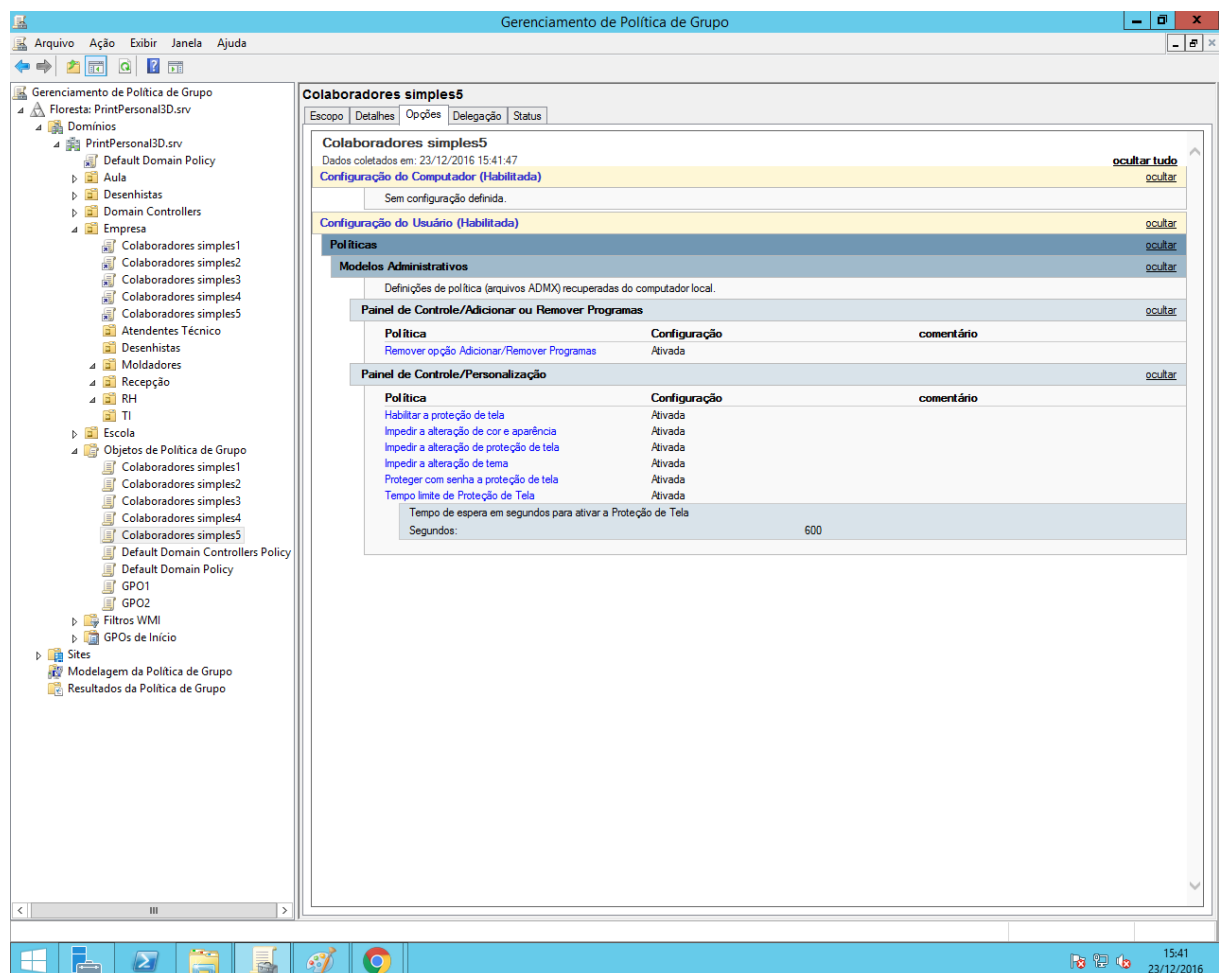 Gerenciamento de Política de Grupo
Arquivo Ação Exibir Janela Ajuda
Gerenciamento de Política de Grupo
Floresta: PrintPersonal3D.srv
Domínios
PrintPersonal3D.srv
Default Domain Policy
Aula
Desenhistas
Domain Controllers
Empresa
Colaboradores simples1
Colaboradores simples2
Colaboradores simples3
Colaboradores simples4
Colaboradores simples5
Atendentes Técnico
Desenhistas
Moldadores
Recepção
RH
TI
Escola
Objetos de Política de Grupo
Colaboradores simples1
Colaboradores simples2
Colaboradores simples3
Colaboradores simples4
Colaboradores simples5
Default Domain Controllers Policy
Default Domain Policy
GPO1
GPO2
Filtros WMI
GPOs de Início
Sites
Modelagem da Política de Grupo
Resultados da Política de Grupo
Colaboradores simples5
Escopo Detalhes Opções Delegação Status
Colaboradores simples5
Dados coletados em: 23/12/2016 15:41:47 ocultar tudo
Configuração do Computador (Habilitada) ocultar
Sem configuração definida.
Configuração do Usuário (Habilitada) ocultar
Políticas ocultar
Modelos Administrativos ocultar
Definições de política (arquivos ADMX) recuperadas do computador local.
Painel de Controle/Adicionar ou Remover Programas ocultar
Política Configuração comentário
Remover opção Adicionar/Remover Programas Ativada
Painel de Controle/Personalização ocultar
Política Configuração comentário
Habilitar a proteção de tela Ativada
Impedir a alteração de cor e aparência Ativada
Impedir a alteração de proteção de tela Ativada
Impedir a alteração de tema Ativada
Proteger com senha a proteção de tela Ativada
Tempo limite de Proteção de Tela Ativada
Tempo de espera em segundos para ativar a Proteção de Tela
Segundos: 600
15:41
23/12/2016